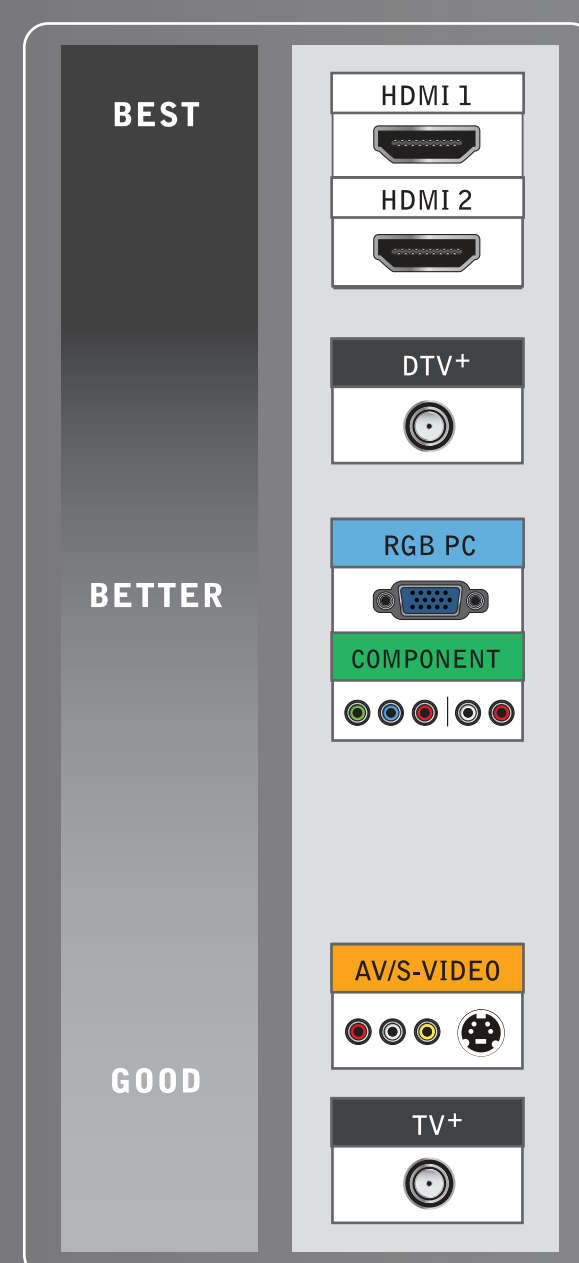 BEST
HDMI 1
HDMI 2
DTV+
RGB PC
BETTER
COMPONENT
AV/S-VIDEO
GOOD
TV+